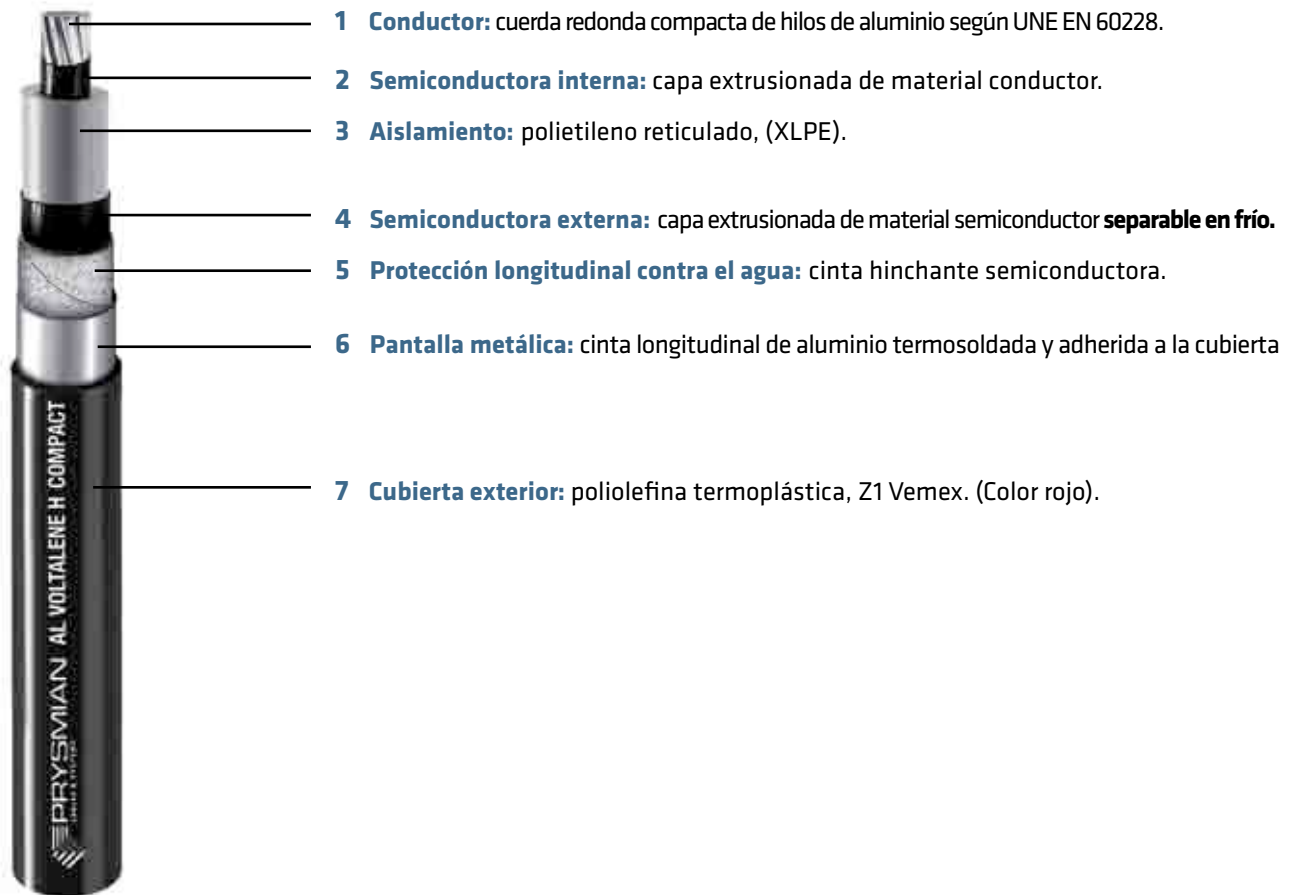 1 Conductor: cuerda redonda compacta de hilos de aluminio según UNE EN 60228.
2 Semiconductora interna: capa extrusionada de material conductor.
3 Aislamiento: polietileno reticulado, (XLPE).
4 Semiconductora externa: capa extrusionada de material semiconductor separable en frío.
5 Protección longitudinal contra el agua: cinta hinchante semiconductora.
6 Pantalla metálica: cinta longitudinal de aluminio termosoldada y adherida a la cubierta
7 Cubierta exterior: poliolefina termoplástica, Z1 Vemex. (Color rojo).
PRYSMIAN AL VOLTALENE H COMPACT